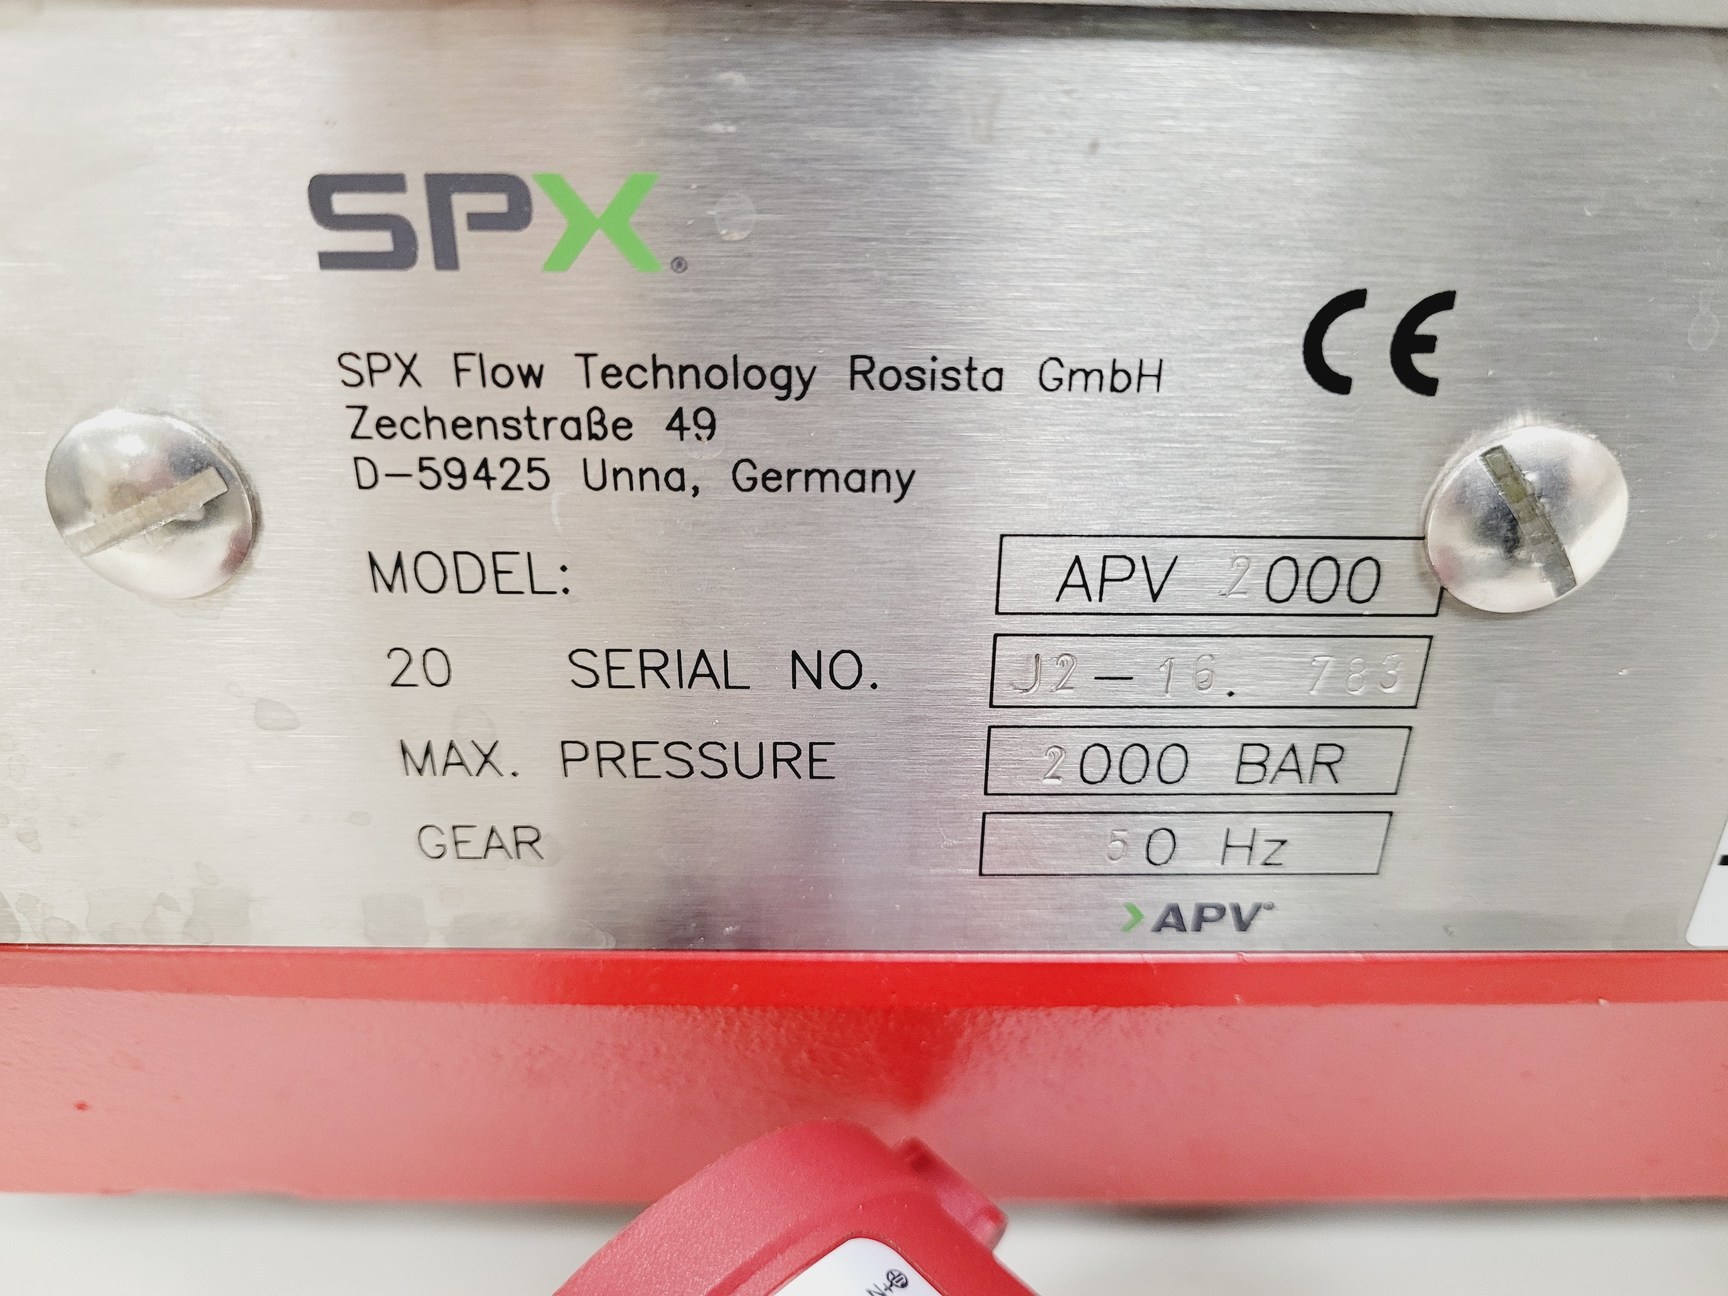 SPX®
CE
SPX Flow Technology Rosista GmbH
Zechenstraße 49
D-59425 Unna, Germany
MODEL: APV 2000
20 SERIAL NO. J2-16. 783
MAX. PRESSURE 2000 BAR
GEAR 50 Hz
APV®